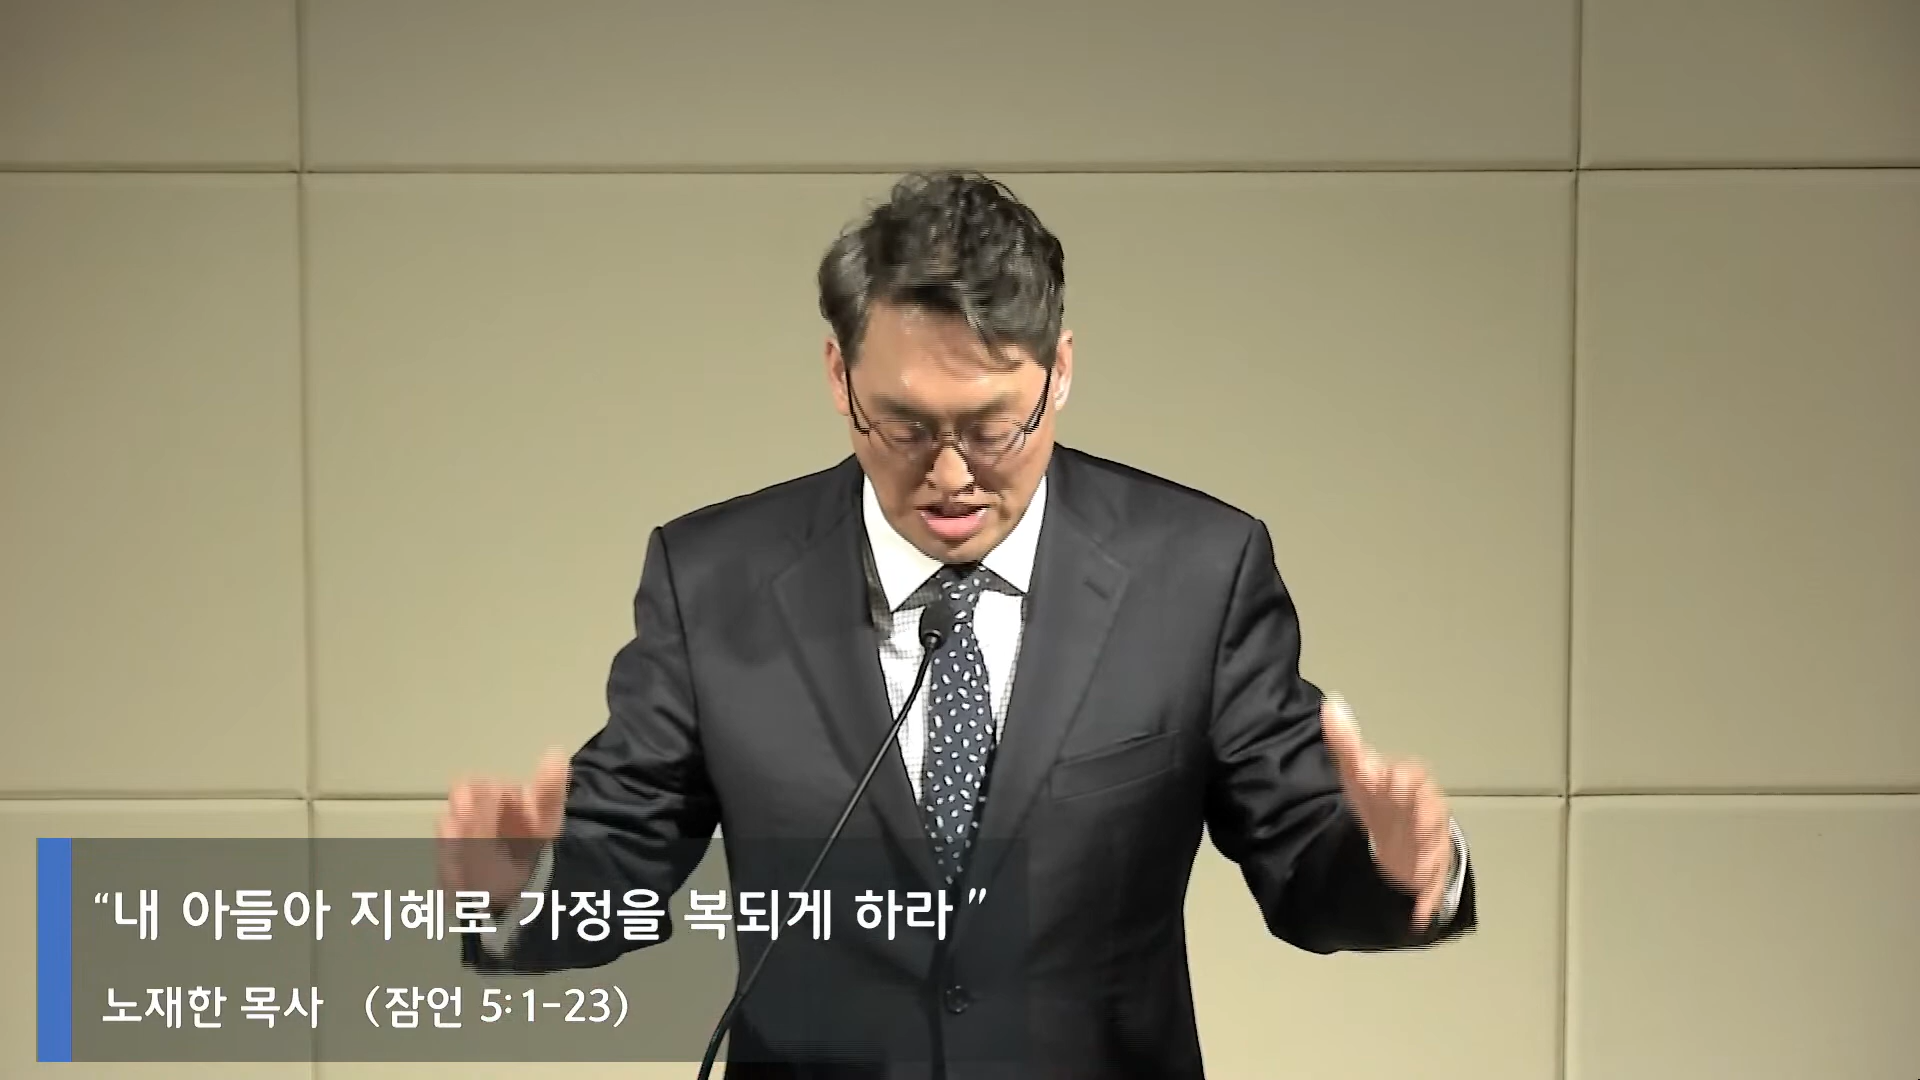 “내 아들아 지혜로 가정을 복되게 하라”
노재한 목사 (잠언 5:1-23)